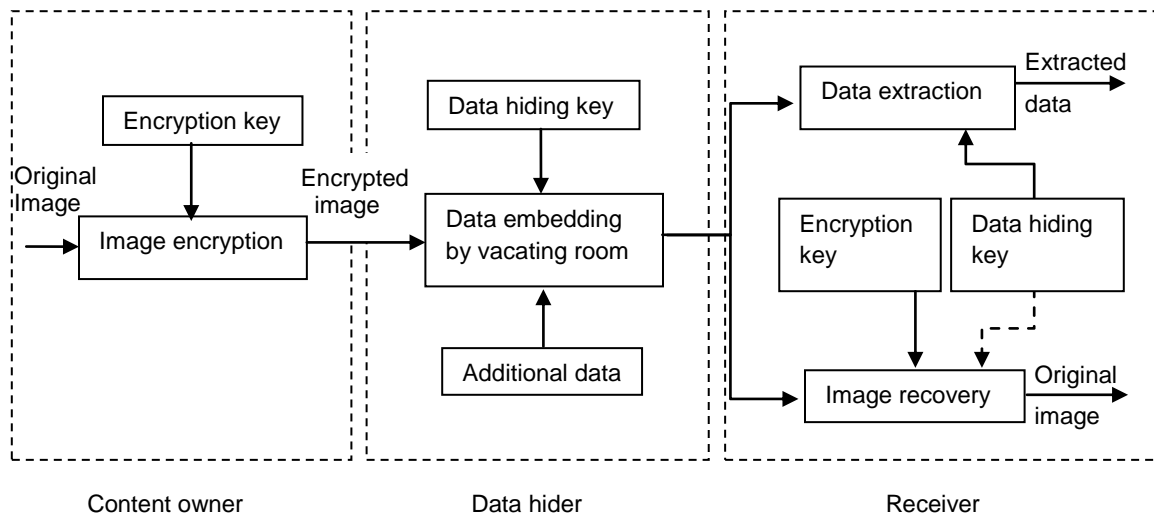 Encryption key
Original
Image
Image encryption
Encrypted
image
Data hiding key
Data embedding
by vacating room
Additional data
Data extraction
Extracted
data
Encryption
key
Data hiding
key
Image recovery
Original
image
Content owner
Data hider
Receiver